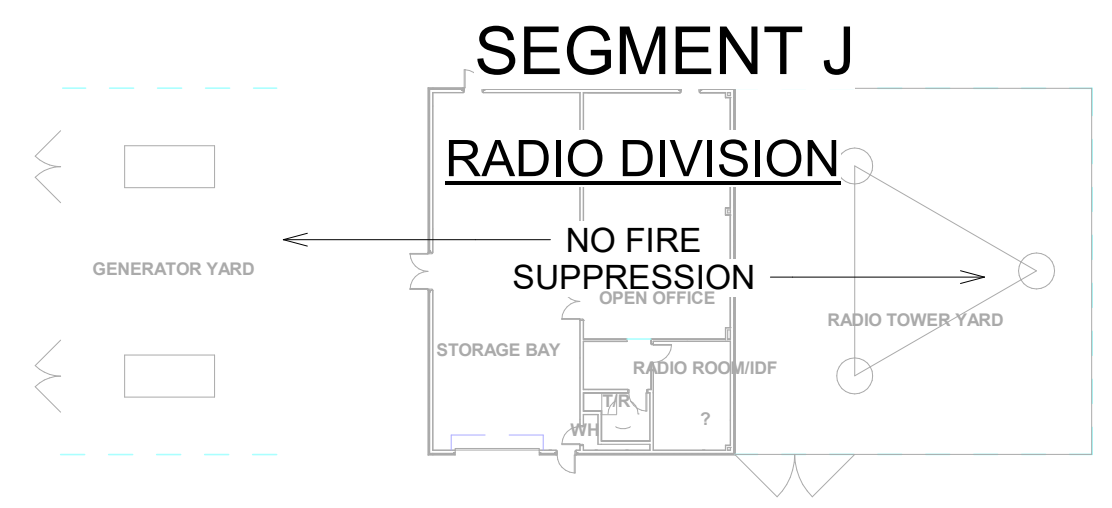 SEGMENT J
RADIO DIVISION
NO FIRE
SUPPRESSION
GENERATOR YARD
OPEN OFFICE
RADIO TOWER YARD
STORAGE BAY
RADIO ROOM/IDF
T/R
?
WH